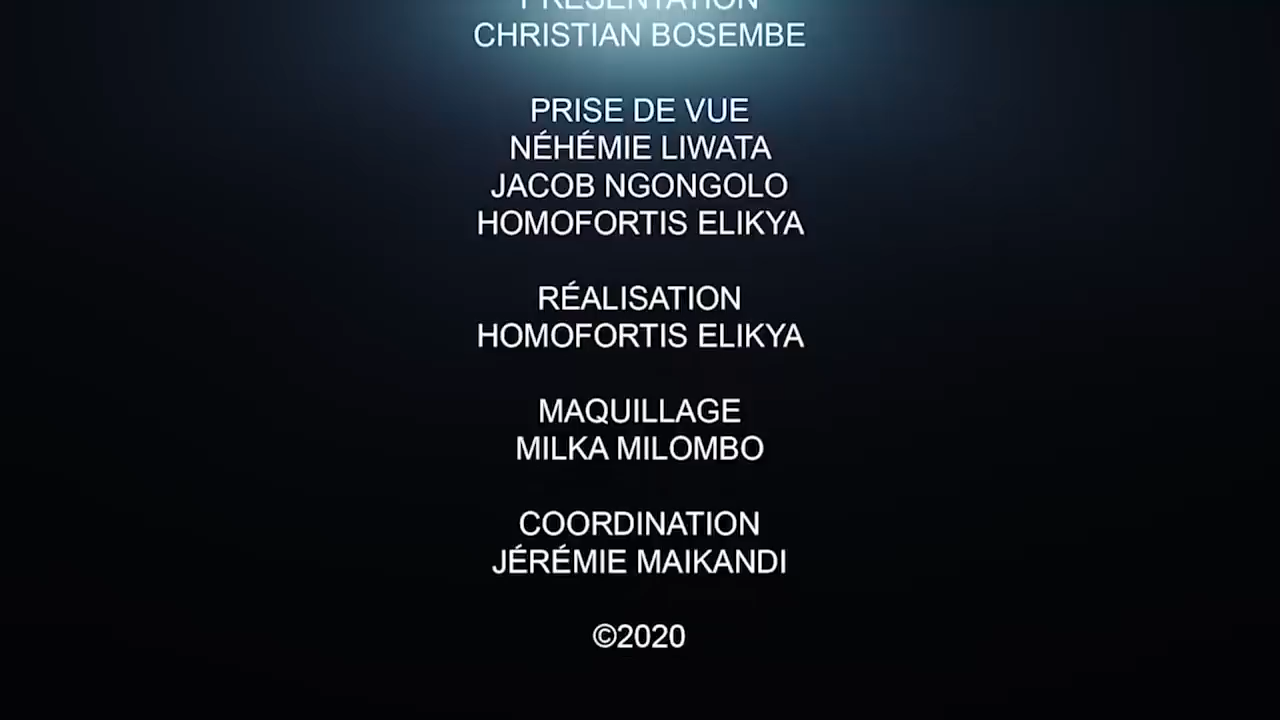 PRÉSENTATION
CHRISTIAN BOSEMBE
PRISE DE VUE
NÉHÉMIE LIWATA
JACOB NGONGOLO
HOMOFORTIS ELIKYA
RÉALISATION
HOMOFORTIS ELIKYA
MAQUILLAGE
MILKA MILOMBO
COORDINATION
JÉRÉMIE MAIKANDI
©2020